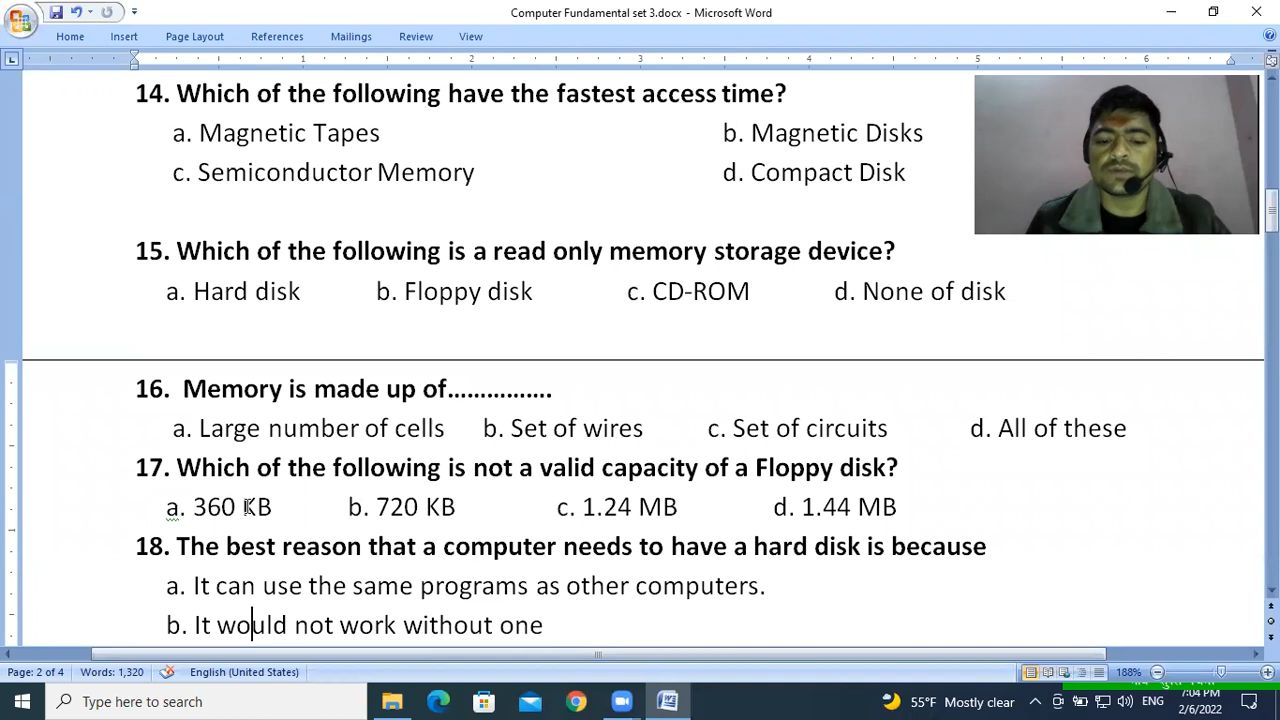 Computer Fundamental set 3.docx - Microsoft Word
Home Insert Page Layout References Mailings Review View
1 2 3 4 5 6
14. Which of the following have the fastest access time?
a. Magnetic Tapes b. Magnetic Disks
c. Semiconductor Memory d. Compact Disk
15. Which of the following is a read only memory storage device?
a. Hard disk b. Floppy disk c. CD-ROM d. None of disk
16. Memory is made up of...............
a. Large number of cells b. Set of wires c. Set of circuits d. All of these
17. Which of the following is not a valid capacity of a Floppy disk?
a. 360 KB b. 720 KB c. 1.24 MB d. 1.44 MB
18. The best reason that a computer needs to have a hard disk is because
a. It can use the same programs as other computers.
b. It would not work without one
Page: 2 of 4 Words: 1,320 English (United States) 188%
Type here to search 55°F Mostly clear ENG 7:04 PM
2/6/2022